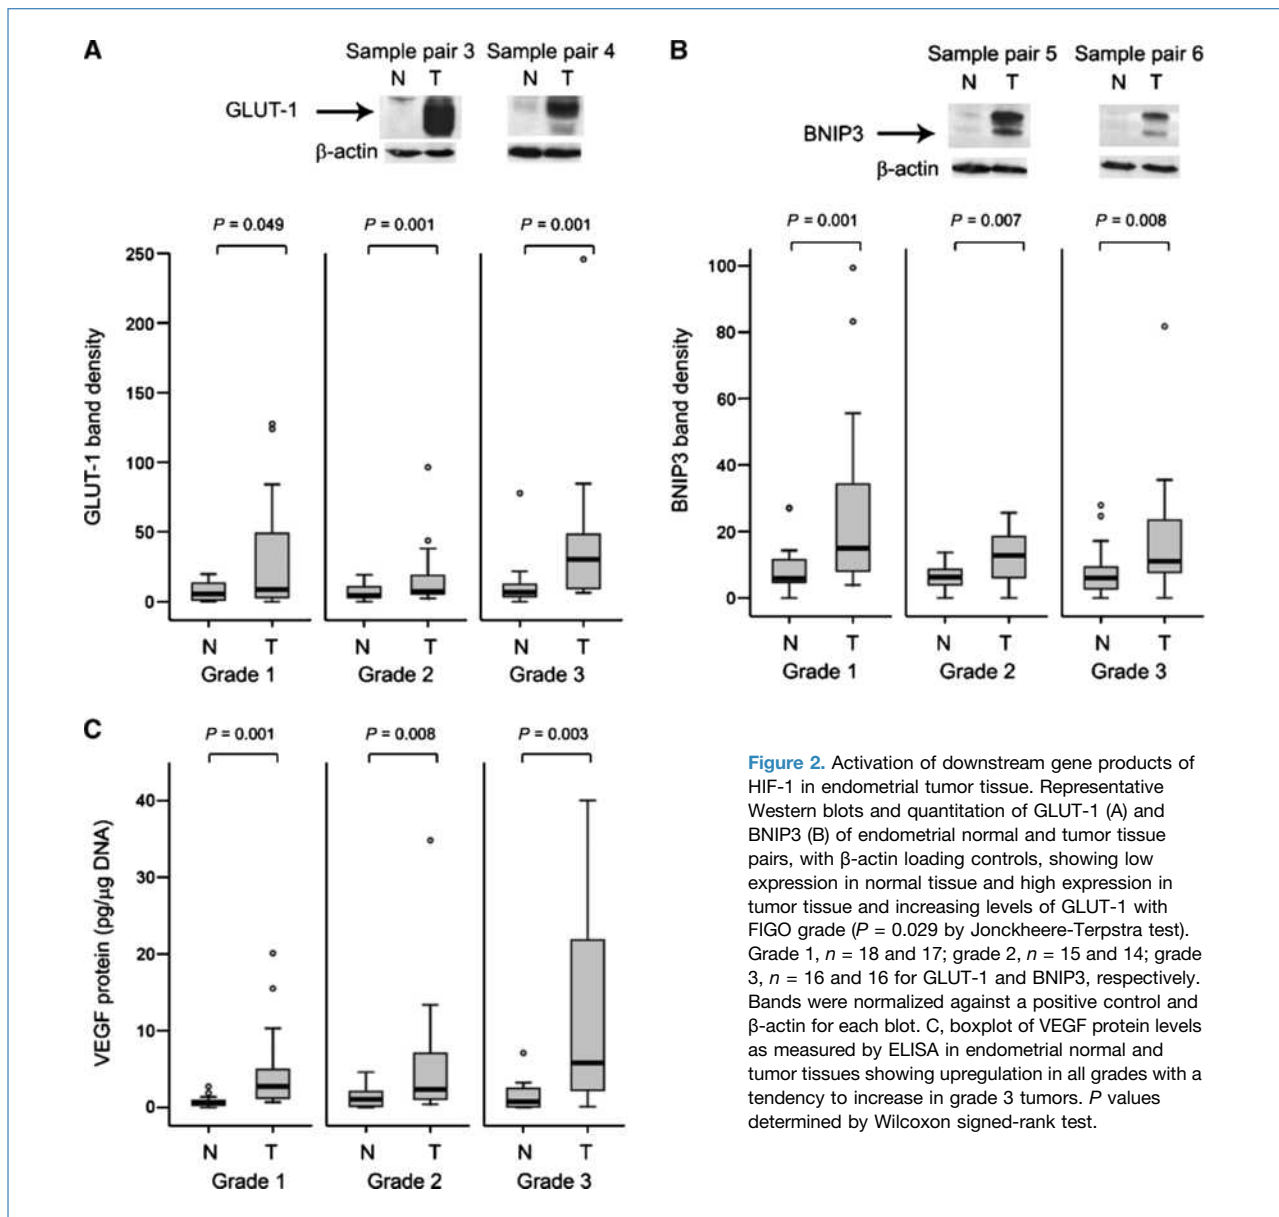 A
Sample pair 3 Sample pair 4
N T N T
GLUT-1
β-actin
P = 0.049 P = 0.001 P = 0.001
GLUT-1 band density
250
200
150
100
50
0
N T N T N T
Grade 1 Grade 2 Grade 3
B
Sample pair 5 Sample pair 6
N T N T
BNIP3
β-actin
P = 0.001 P = 0.007 P = 0.008
BNIP3 band density
100
80
60
40
20
0
N T N T N T
Grade 1 Grade 2 Grade 3
C
P = 0.001 P = 0.008 P = 0.003
VEGF protein (pg/μg DNA)
40
30
20
10
0
N T N T N T
Grade 1 Grade 2 Grade 3
Figure 2. Activation of downstream gene products of
HIF-1 in endometrial tumor tissue. Representative
Western blots and quantitation of GLUT-1 (A) and
BNIP3 (B) of endometrial normal and tumor tissue
pairs, with β-actin loading controls, showing low
expression in normal tissue and high expression in
tumor tissue and increasing levels of GLUT-1 with
FIGO grade (P = 0.029 by Jonckheere-Terpstra test).
Grade 1, n = 18 and 17; grade 2, n = 15 and 14; grade
3, n = 16 and 16 for GLUT-1 and BNIP3, respectively.
Bands were normalized against a positive control and
β-actin for each blot. C, boxplot of VEGF protein levels
as measured by ELISA in endometrial normal and
tumor tissues showing upregulation in all grades with a
tendency to increase in grade 3 tumors. P values
determined by Wilcoxon signed-rank test.